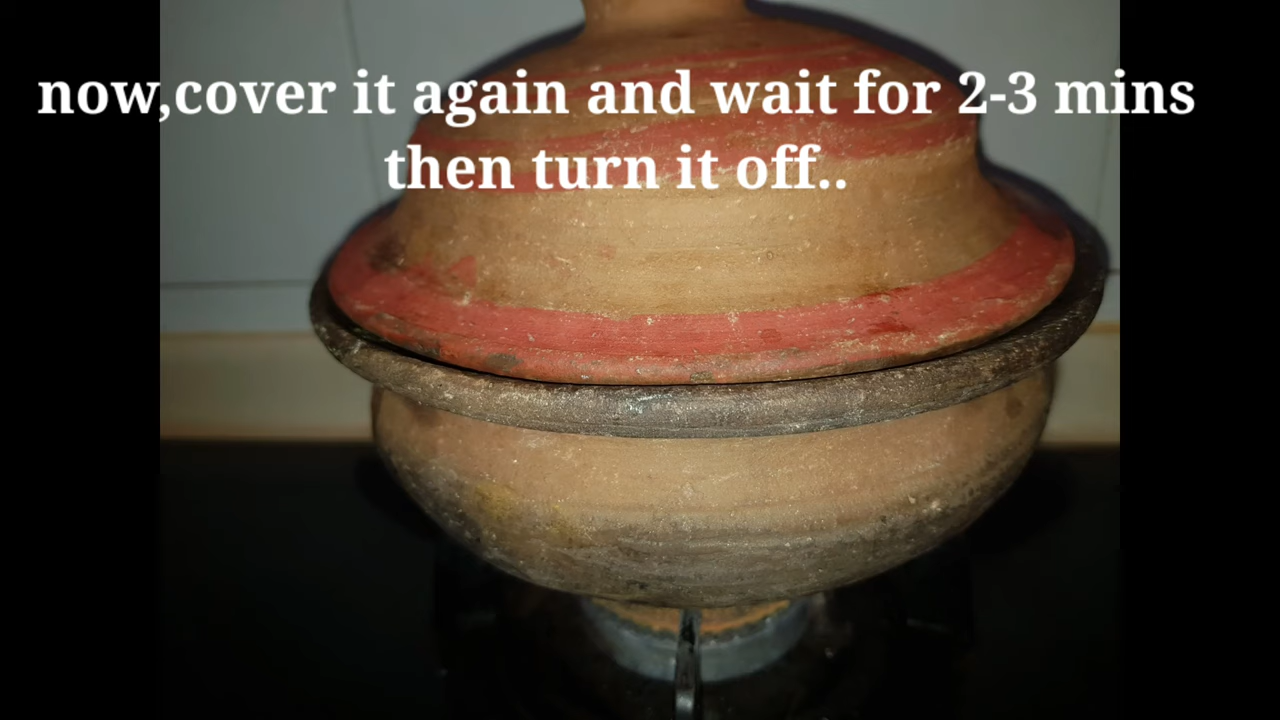 now,cover it again and wait for 2-3 mins
then turn it off..